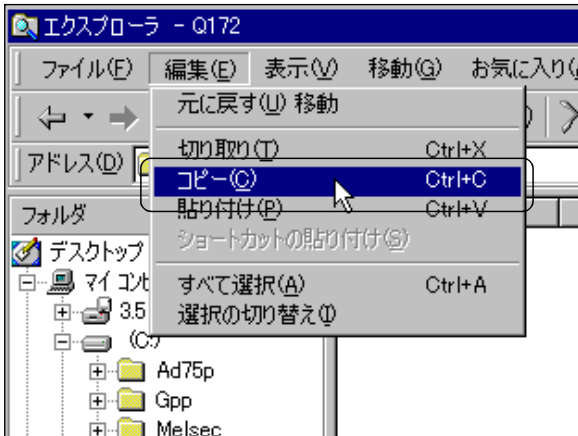 エクスプローラ - Q172
ファイル(F) 編集(E) 表示(V) 移動(G) お気に入り(
元に戻す(U) 移動
切り取り(T) Ctrl+X
アドレス(D)
コピー(C) Ctrl+C
貼り付け(P) Ctrl+V
フォルダ
ショートカットの貼り付け(S)
デスクトップ
マイ コンピ
すべて選択(A) Ctrl+A
3.5
選択の切り替え(I)
(C:)
Ad75p
Gpp
Melsec